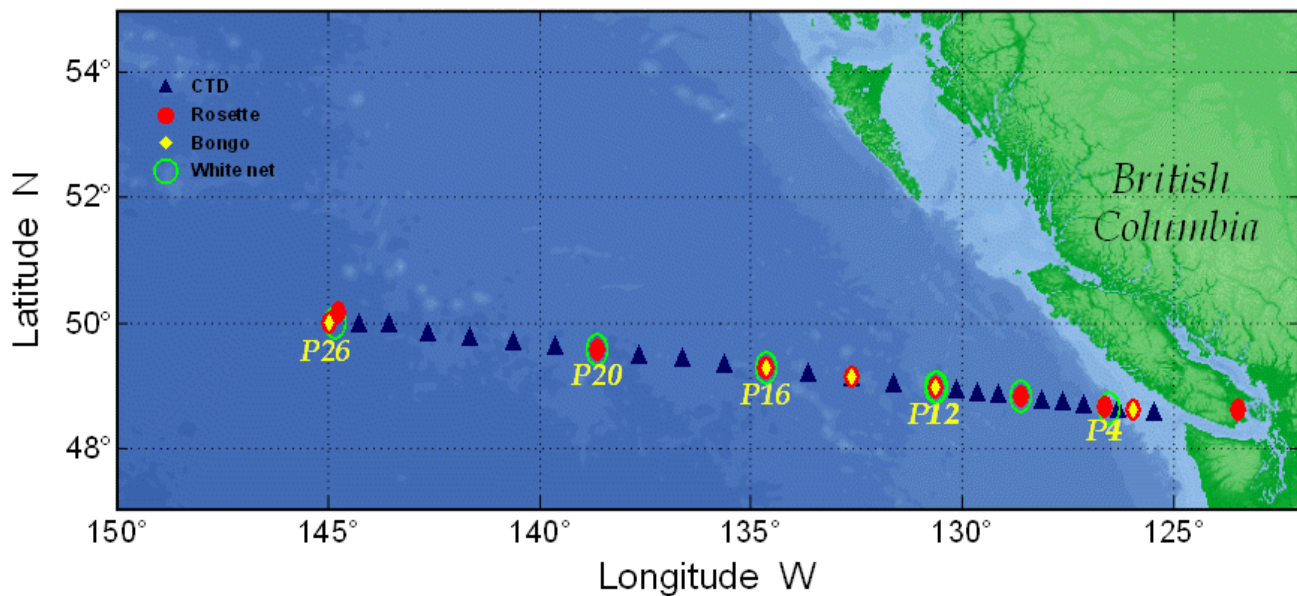 54°
52°
50°
48°
Latitude N
CTD
Rosette
Bongo
White net
British
Columbia
P26
P20
P16
P12
P4
150°
145°
140°
135°
130°
125°
Longitude W